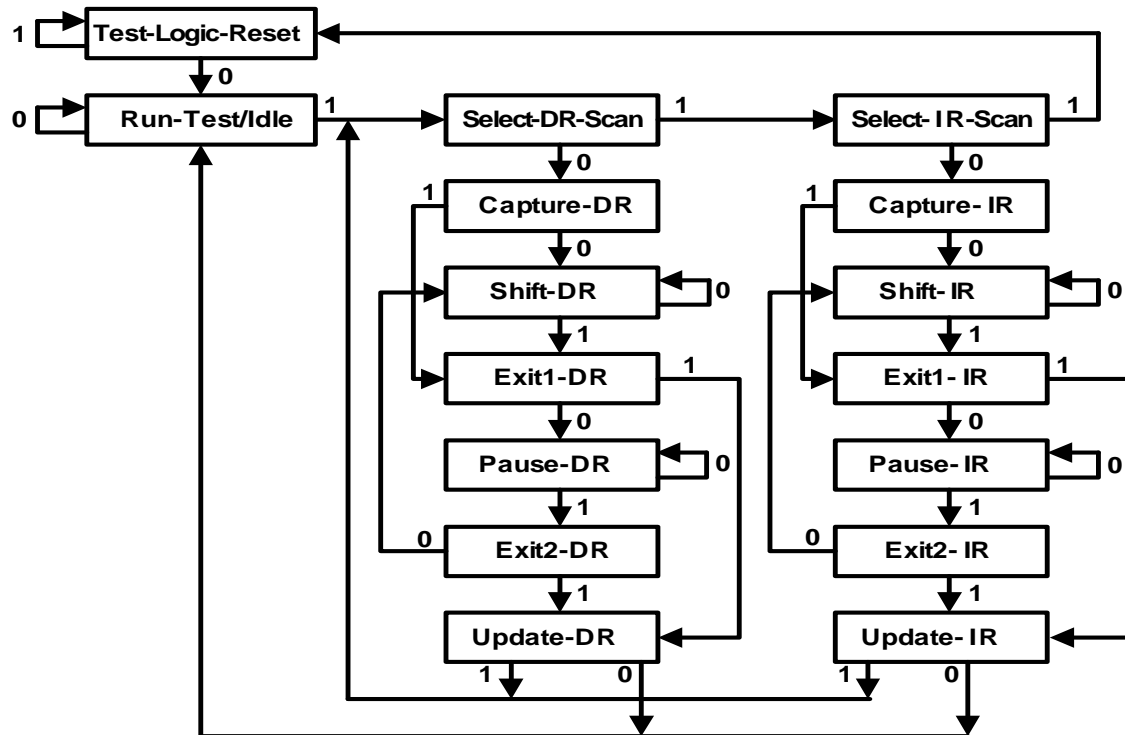 1 Test-Logic-Reset
0
0 Run-Test/Idle 1 Select-DR-Scan 1 Select-IR-Scan 1
0 0
1 Capture-DR 1 Capture-IR
0 0
Shift-DR 0 Shift-IR 0
1 1
Exit1-DR 1 Exit1-IR 1
0 0
Pause-DR 0 Pause-IR 0
1 1
0 Exit2-DR 0 Exit2-IR
1 1
Update-DR Update-IR
1 0 1 0